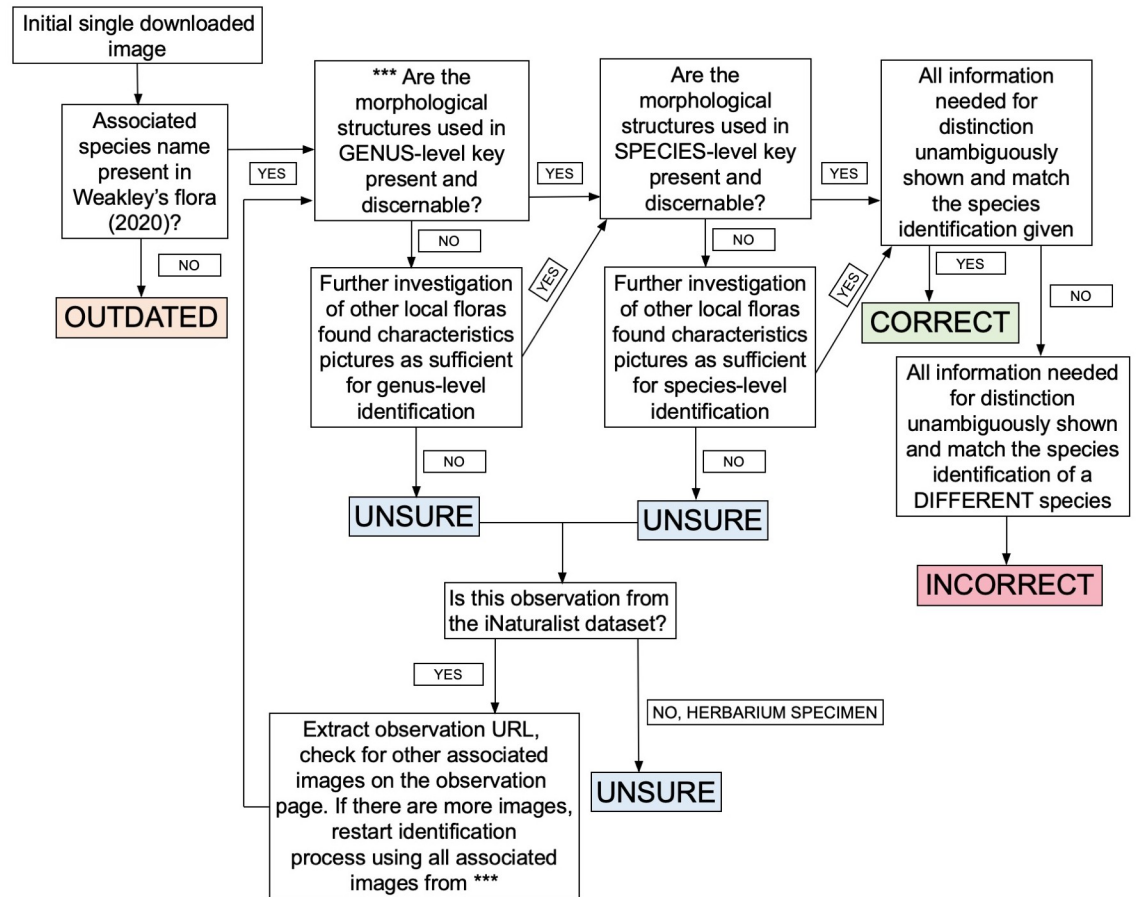 Initial single downloaded
image
Associated
species name
present in
Weakley's flora
(2020)?
YES
NO
OUTDATED
*** Are the
morphological
structures used in
GENUS-level key
present and
discernable?
YES
NO
Further investigation
of other local floras
found characteristics
pictures as sufficient
for genus-level
identification
YES
NO
UNSURE
Are the
morphological
structures used in
SPECIES-level key
present and
discernable?
YES
NO
Further investigation
of other local floras
found characteristics
pictures as sufficient
for species-level
identification
YES
NO
UNSURE
All information
needed for
distinction
unambiguously
shown and match
the species
identification given
YES
CORRECT
NO
All information needed
for distinction
unambiguously shown
and match the species
identification of a
DIFFERENT species
INCORRECT
Is this observation from
the iNaturalist dataset?
YES
NO, HERBARIUM SPECIMEN
Extract observation URL,
check for other associated
images on the observation
page. If there are more images,
restart identification
process using all associated
images from ***
UNSURE